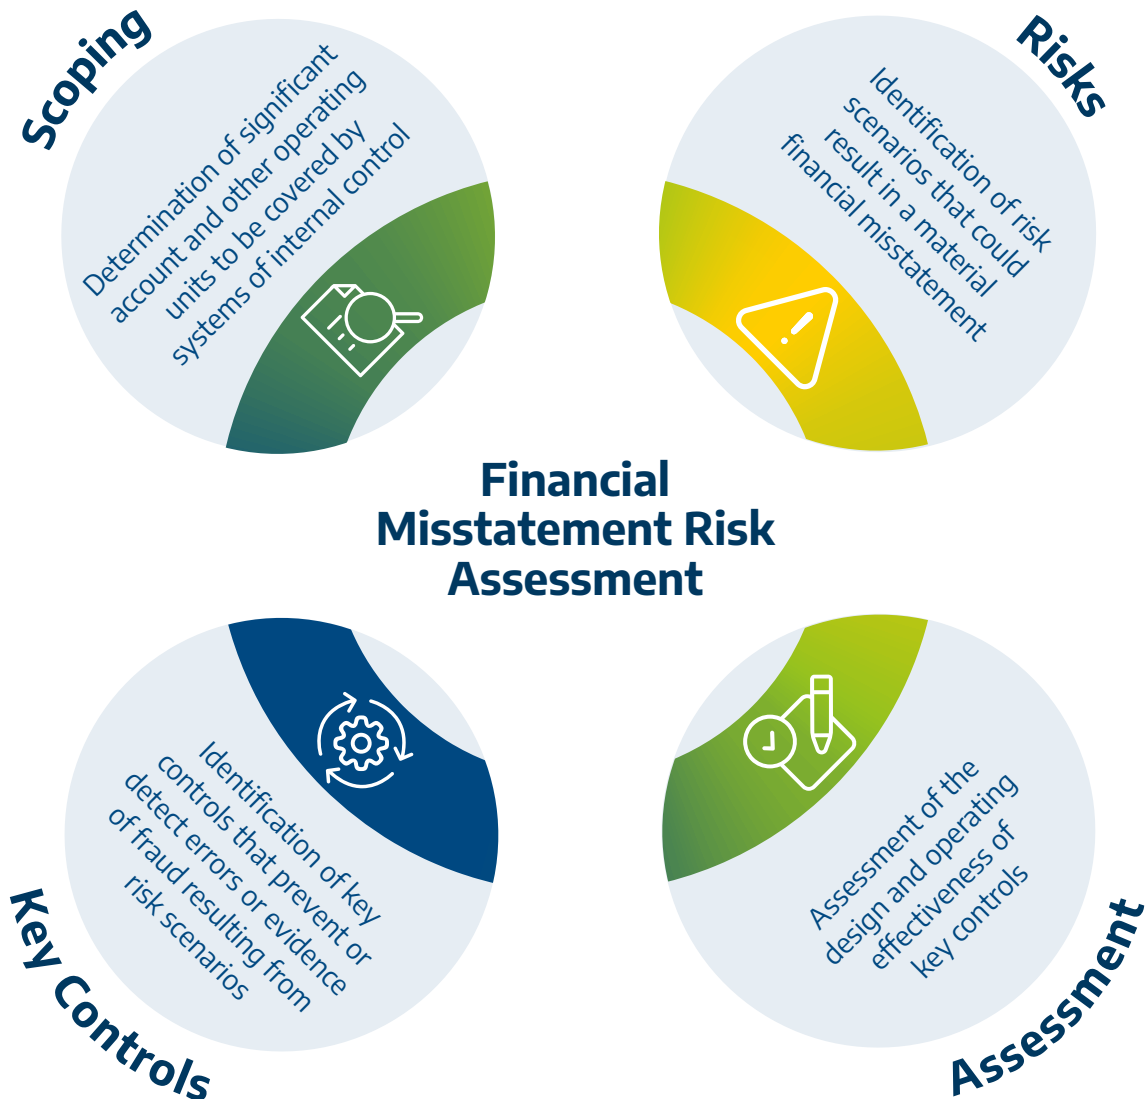 Scoping
Determination of significant
account and other operating
units to be covered by
systems of internal control
Risks
Identification of risk
scenarios that could
result in a material
financial misstatement
Financial
Misstatement Risk
Assessment
Key Controls
Identification of key
controls that prevent or
detect errors or evidence
of fraud resulting from
risk scenarios
Assessment of the
design and operating
effectiveness of
key controls
Assessment